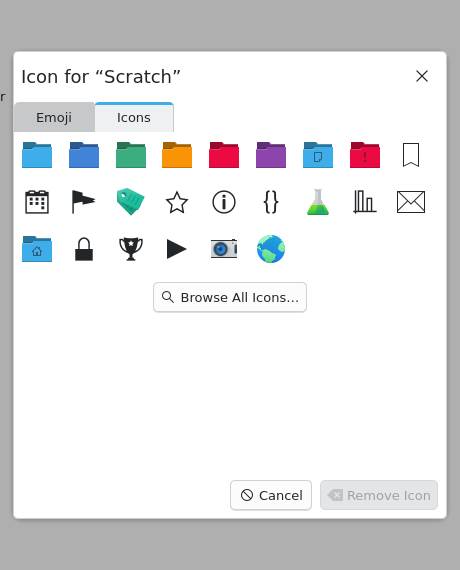 Icon for “Scratch”
r
Emoji
Icons
Browse All Icons...
Cancel
Remove Icon